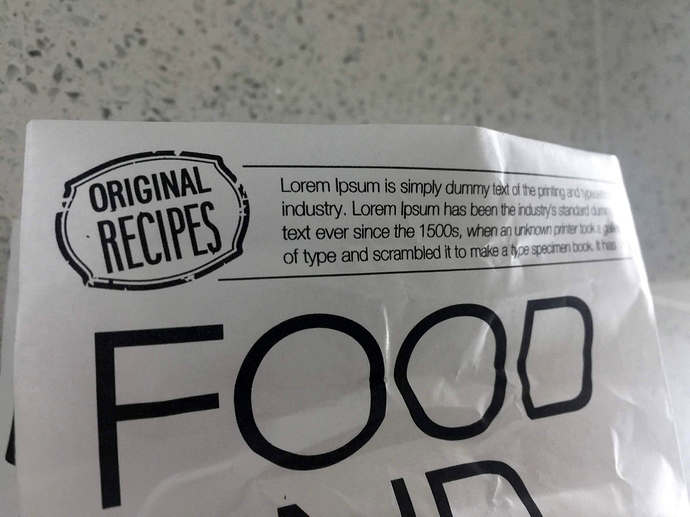 ORIGINAL
RECIPES
Lorem Ipsum is simply dummy text of the printing and
industry. Lorem Ipsum has been the industry's standard
text ever since the 1500s, when an unknown printer took a
of type and scrambled it to make a type specimen book. It has
FOOD